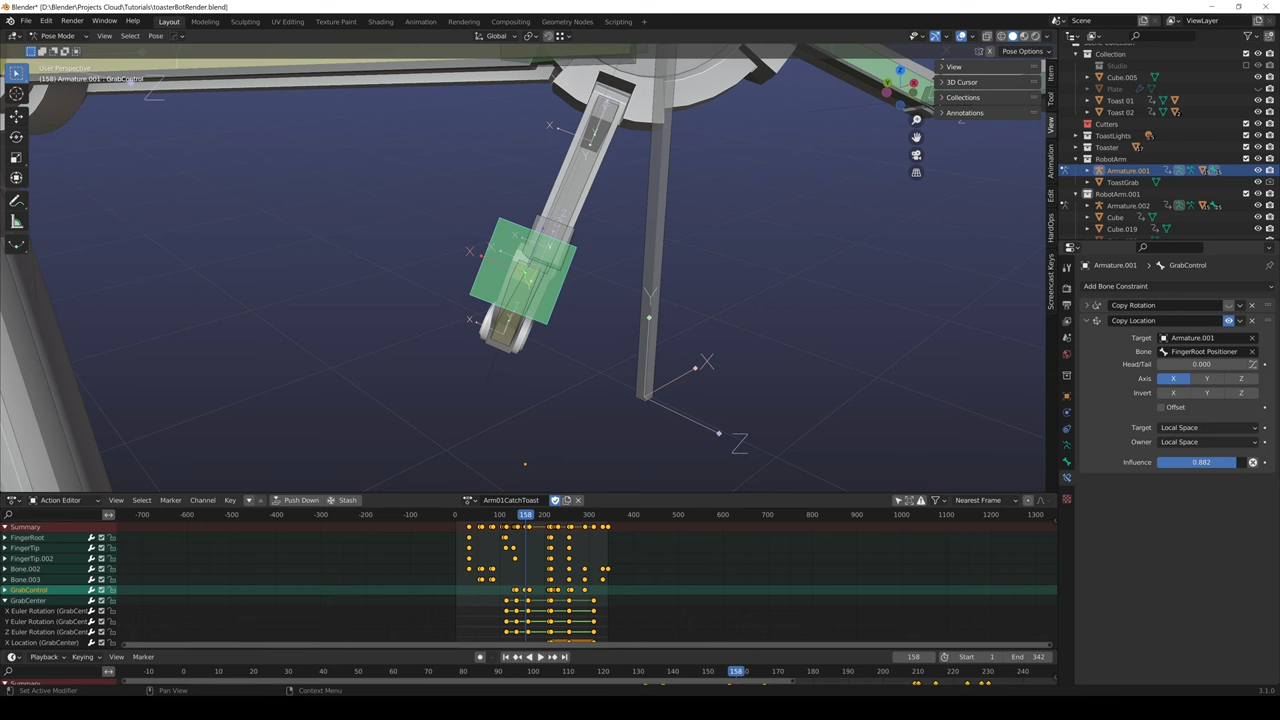 Blender* [D:\Blender\Projects Cloud\Tutorials\toasterBotRender.blend]
File Edit Render Window Help Layout Modeling Sculpting UV Editing Texture Paint Shading Animation Rendering Compositing Geometry Nodes Scripting + Scene ViewLayer
Pose Mode View Select Add Pose Global
Pose Options
User Perspective
(158) Armature.001 : GrabControl
View
3D Cursor
Collections
Annotations
Item
Tool
View
Animation
Edit
HardOps
Screencast Keys
X
Y
Z
X
X
X
Y
X
Z
Scene Collection
Collection
Studio
Cube.005
Plate
Toast 01
Toast 02
Cutters
ToastLights
Toaster
RobotArm
Armature.001
ToastGrab
RobotArm.001
Armature.002
Cube
Cube.019
Armature.001 > GrabControl
Add Bone Constraint
Copy Rotation
Copy Location
Target Armature.001
Bone FingerRoot Positioner
Head/Tail 0.000
Axis X Y Z
Invert X Y Z
Offset
Target Local Space
Owner Local Space
Influence 0.882
Action Editor View Select Marker Channel Key Push Down Stash Arm01CatchToast Nearest Frame
-700 -600 -500 -400 -300 -200 -100 0 100 158 200 300 400 500 600 700 800 900 1000 1100 1200 1300
Summary
FingerRoot
FingerTip
FingerTip.002
Bone.002
Bone.003
GrabControl
GrabCenter
X Euler Rotation (GrabCent
Y Euler Rotation (GrabCent
Z Euler Rotation (GrabCent
X Location (GrabCenter)
Playback Keying View Marker 158 Start 1 End 342
-20 -10 0 10 20 30 40 50 60 70 80 90 100 110 120 130 140 158 170 180 190 200 210 220 230 240
Summary
Set Active Modifier Pan View Context Menu 3.1.0